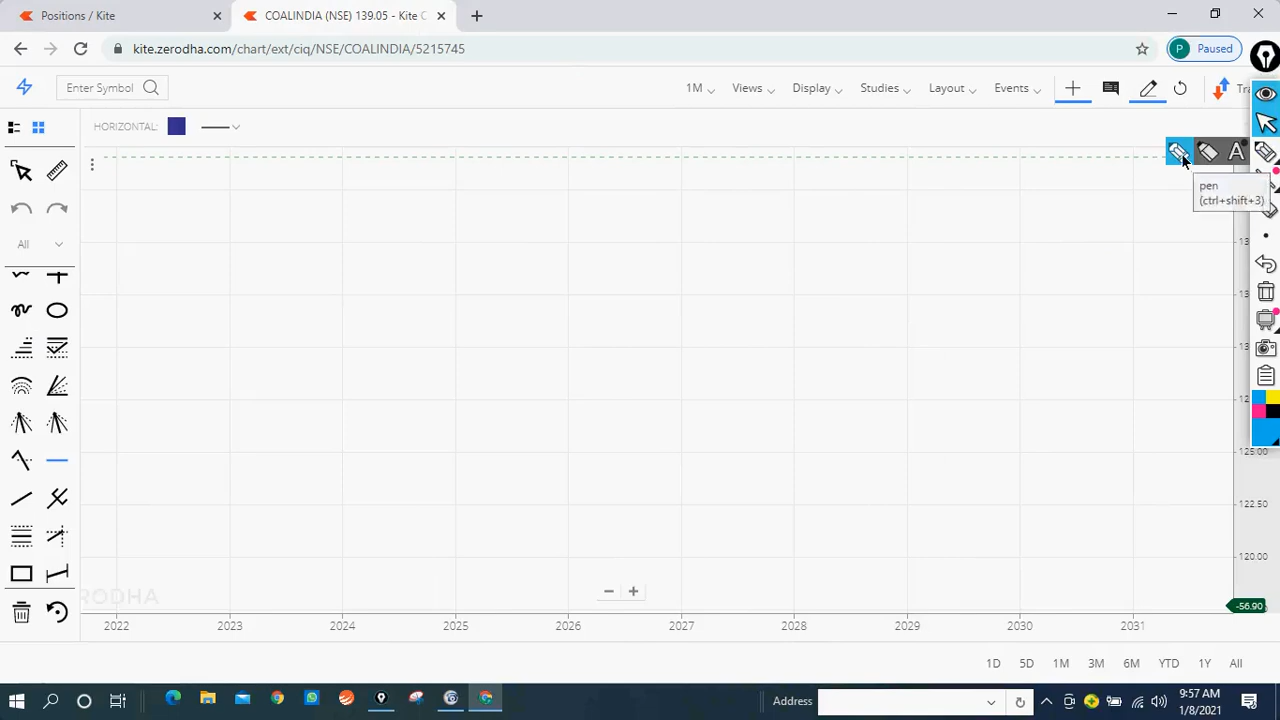 Positions / Kite
COALINDIA (NSE) 139.05 - Kite C
kite.zerodha.com/chart/ext/ciq/NSE/COALINDIA/5215745
P Paused
Enter Symbol
1M
Views
Display
Studies
Layout
Events
Tra
HORIZONTAL:
A
pen
(ctrl+shift+3)
All
125.00
122.50
120.00
-56.90
2022
2023
2024
2025
2026
2027
2028
2029
2030
2031
1D
5D
1M
3M
6M
YTD
1Y
All
Address
9:57 AM
1/8/2021